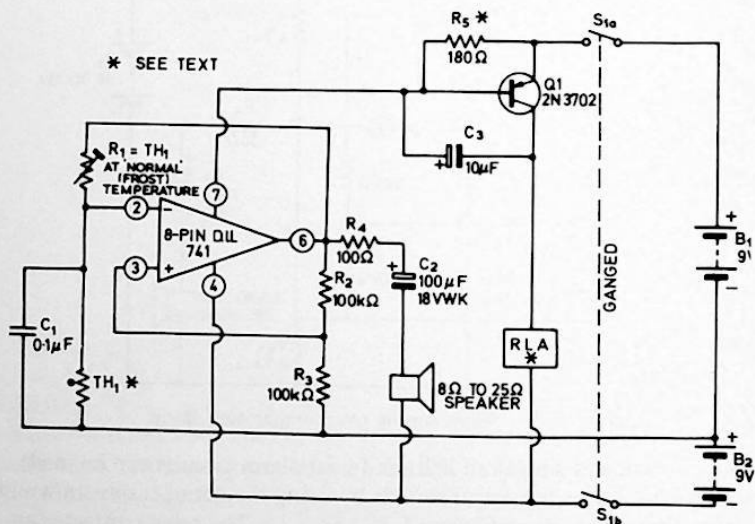 R5 *
180Ω
S1a
* SEE TEXT
Q1
2N3702
C3
+
10µF
R1 = TH1
AT 'NORMAL'
(FROST)
TEMPERATURE
7
2
-
8-PIN D.I.L
741
6
3
+
4
R4
100Ω
+
C2
100µF
18VWK
R2
100kΩ
GANGED
+
B1
9V
-
C1
0·1µF
TH1 *
R3
100kΩ
8Ω TO 25Ω
SPEAKER
RLA
*
+
B2
9V
-
S1b